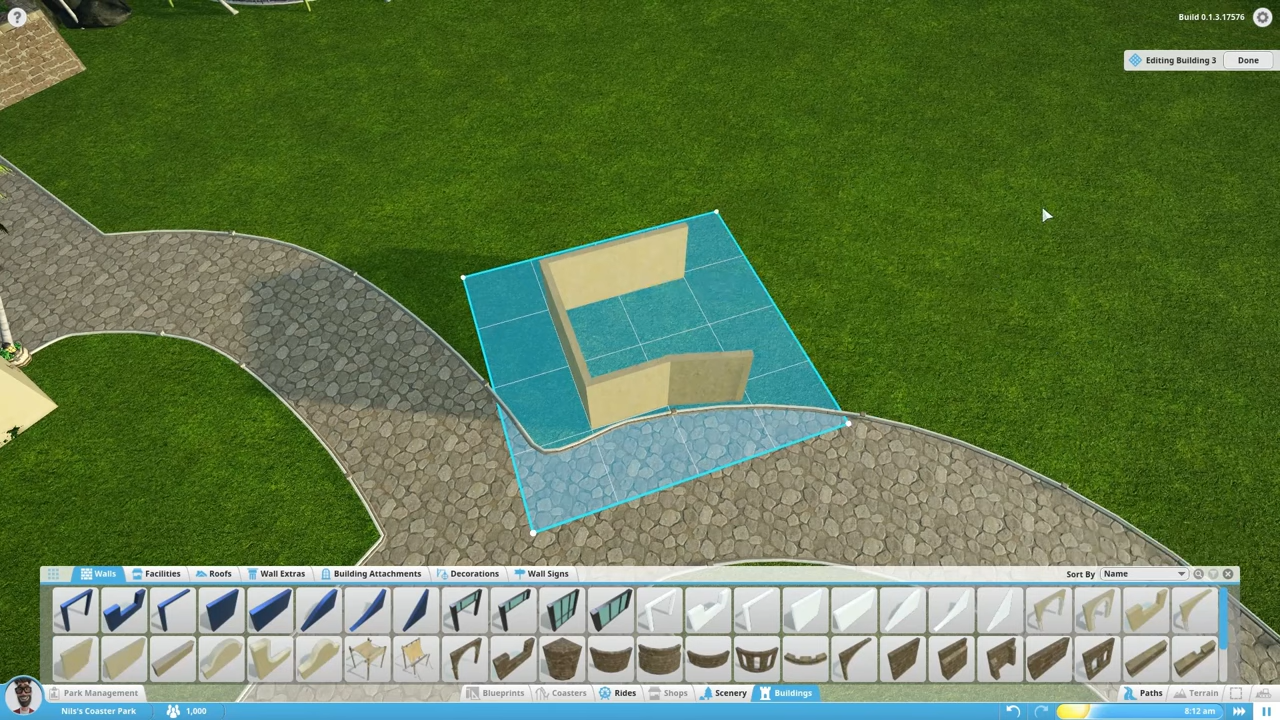 ?
Build 0.1.3.17576
Editing Building 3 Done
Walls Facilities Roofs Wall Extras Building Attachments Decorations Wall Signs Sort By Name
Park Management Blueprints Coasters Rides Shops Scenery Buildings Paths Terrain
Nils's Coaster Park 1,000 8:12 am